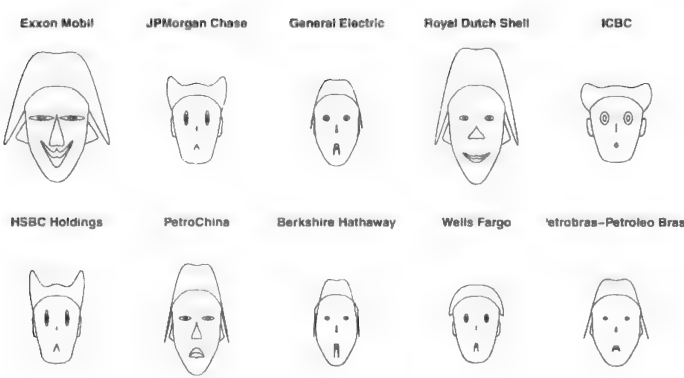 Exxon Mobil
JPMorgan Chase
General Electric
Royal Dutch Shell
ICBC
HSBC Holdings
PetroChina
Berkshire Hathaway
Wells Fargo
etrobras-Petroleo Bras